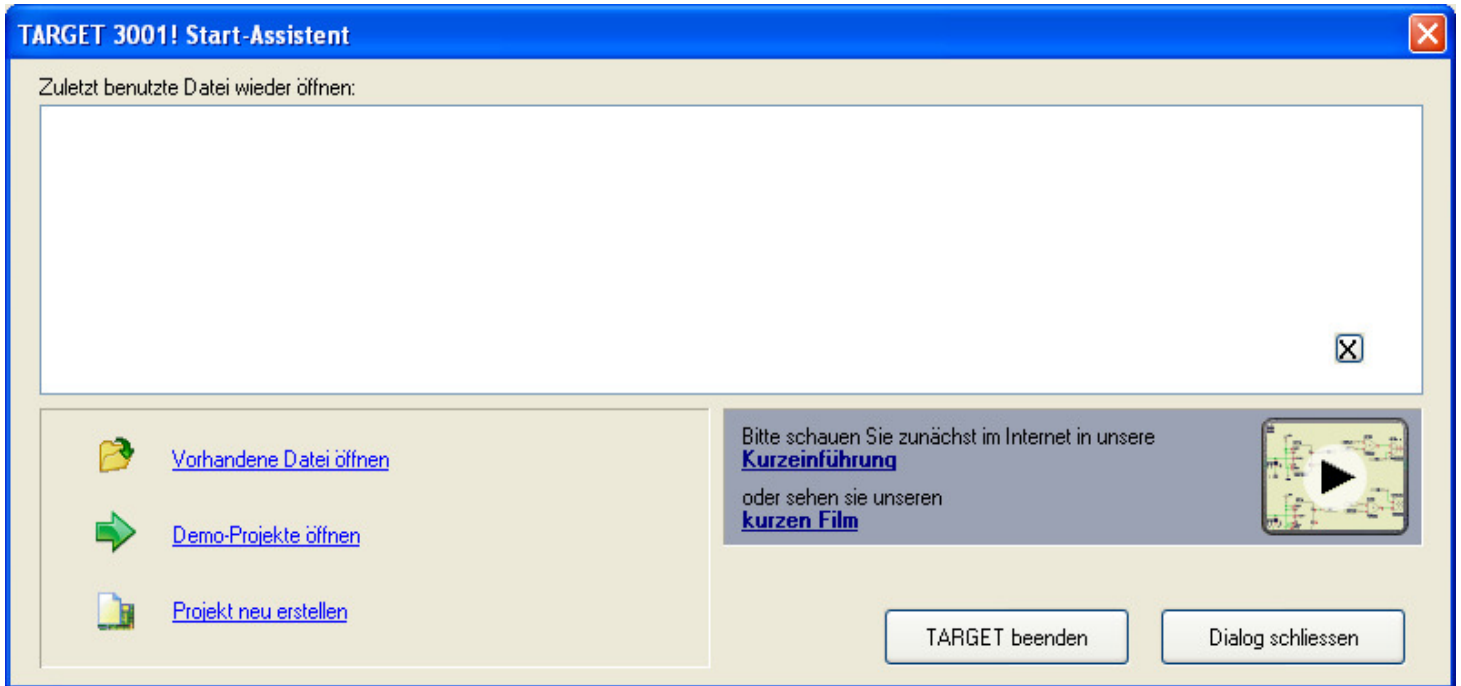 TARGET 3001! Start-Assistent
Zuletzt benutzte Datei wieder öffnen:
X
Vorhandene Datei öffnen
Demo-Projekte öffnen
Projekt neu erstellen
Bitte schauen Sie zunächst im Internet in unsere
Kurzeinführung
oder sehen sie unseren
kurzen Film
TARGET beenden
Dialog schliessen